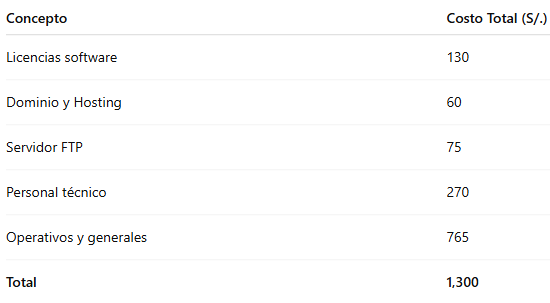 Concepto Costo Total (S/.)
Licencias software 130
Dominio y Hosting 60
Servidor FTP 75
Personal técnico 270
Operativos y generales 765
Total 1,300